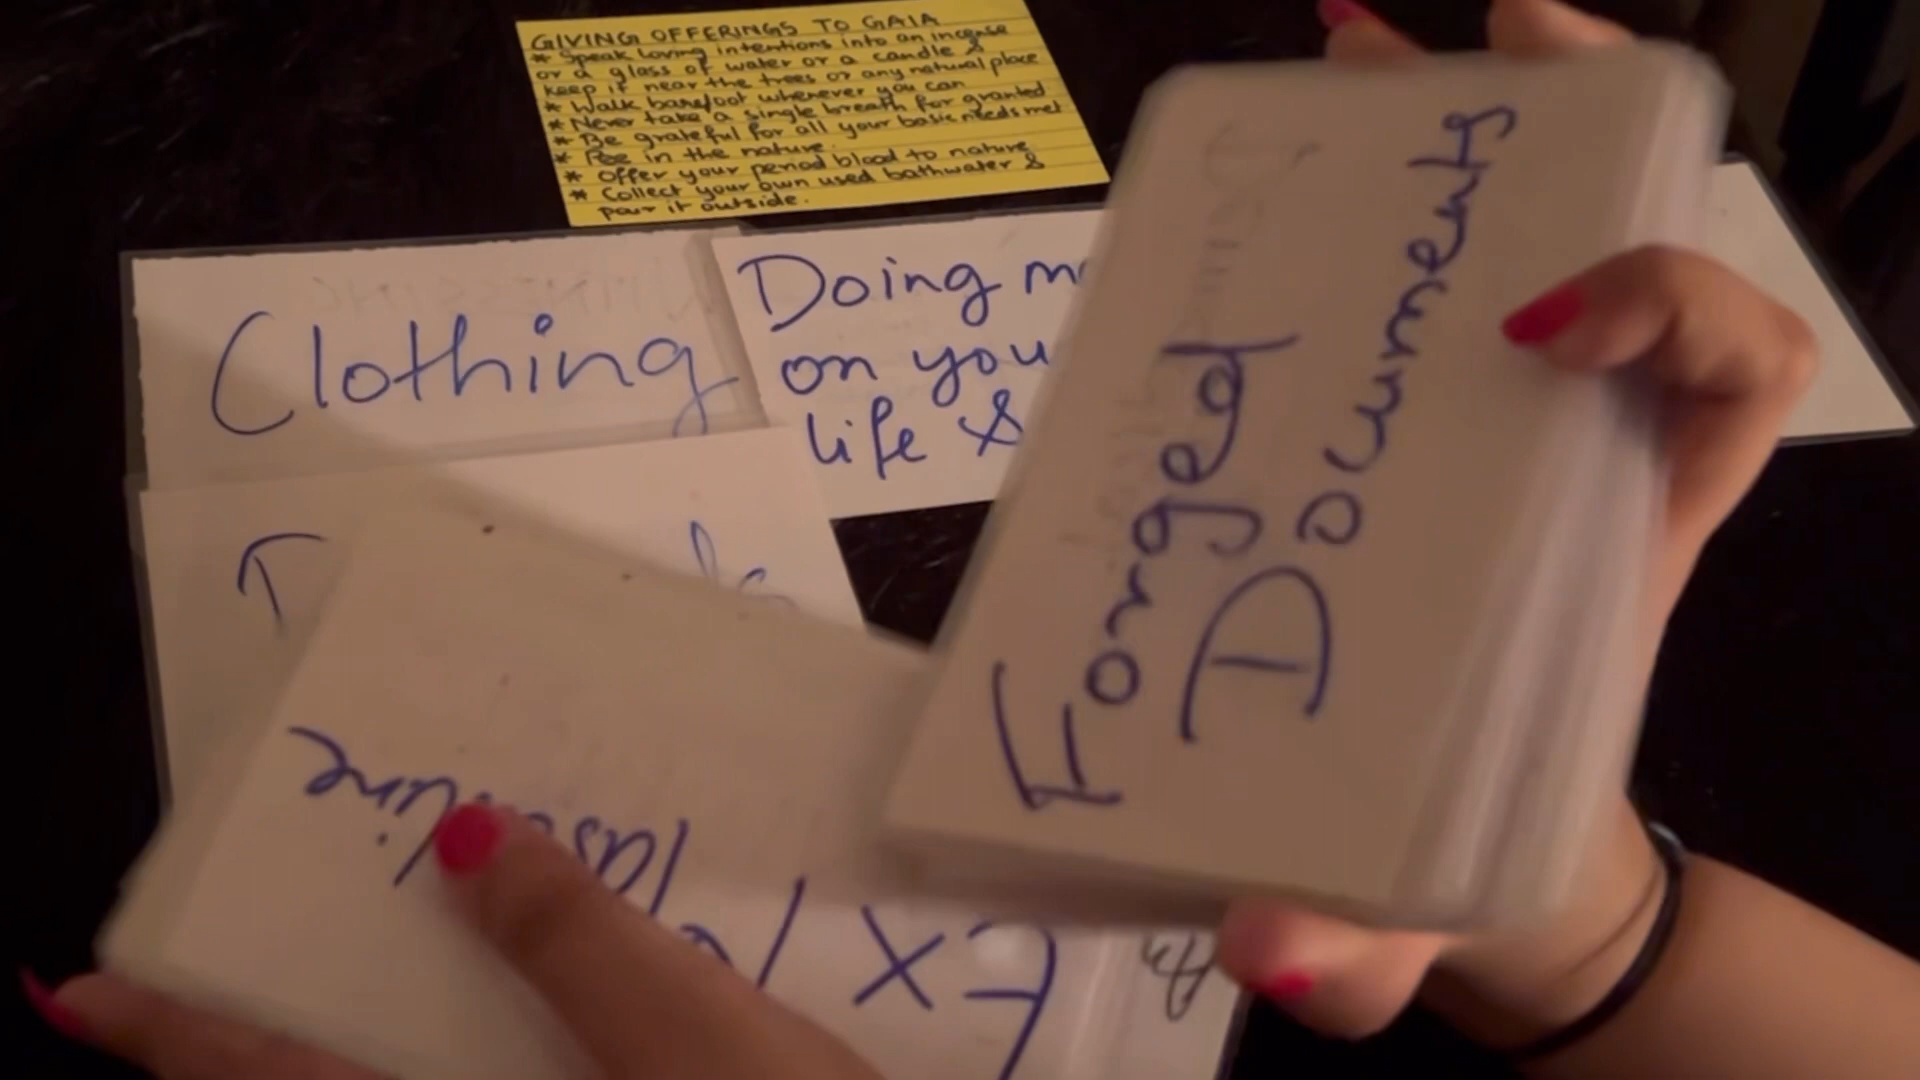 GIVING OFFERINGS TO GAIA
* Speak loving intentions into an incense
or a glass of water or a candle &
keep it near the trees or any natural place
* Walk barefoot wherever you can
* Never take a single breath for granted
* Be grateful for all your basic needs met
* Pee in the nature.
* Offer your period blood to nature
* Collect your own used bathwater &
pour it outside.
Clothing
Doing
on you
life &
Forged
Documents
Ex